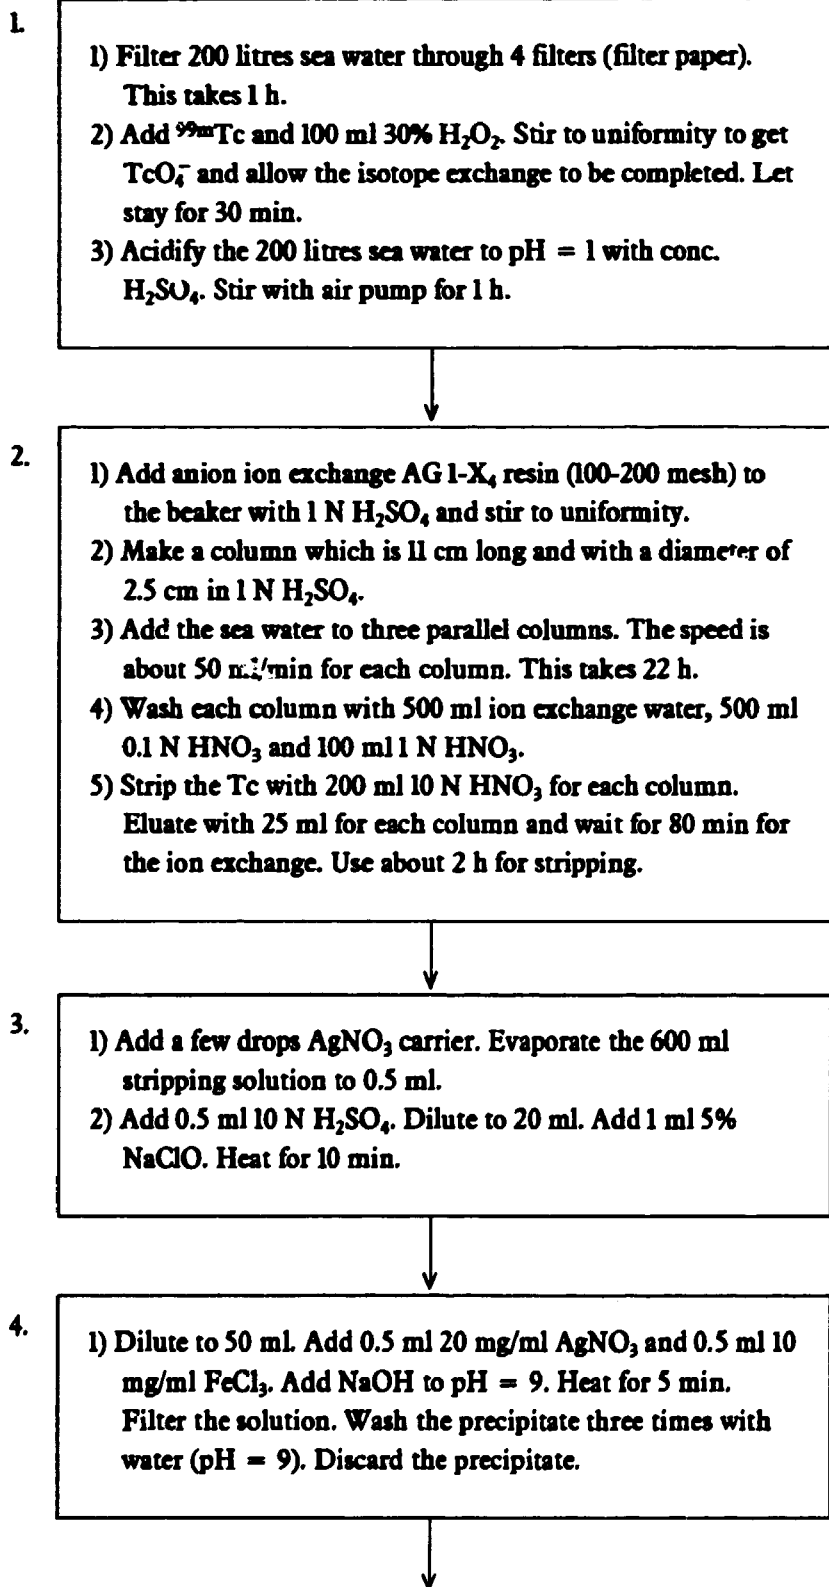 1.
1) Filter 200 litres sea water through 4 filters (filter paper).
This takes 1 h.
2) Add ⁹⁹ᵐTc and 100 ml 30% H₂O₂. Stir to uniformity to get
TcO₄⁻ and allow the isotope exchange to be completed. Let
stay for 30 min.
3) Acidify the 200 litres sea water to pH = 1 with conc.
H₂SO₄. Stir with air pump for 1 h.
2.
1) Add anion ion exchange AG 1-X₄ resin (100-200 mesh) to
the beaker with 1 N H₂SO₄ and stir to uniformity.
2) Make a column which is 11 cm long and with a diameter of
2.5 cm in 1 N H₂SO₄.
3) Add the sea water to three parallel columns. The speed is
about 50 ml/min for each column. This takes 22 h.
4) Wash each column with 500 ml ion exchange water, 500 ml
0.1 N HNO₃ and 100 ml 1 N HNO₃.
5) Strip the Tc with 200 ml 10 N HNO₃ for each column.
Eluate with 25 ml for each column and wait for 80 min for
the ion exchange. Use about 2 h for stripping.
3.
1) Add a few drops AgNO₃ carrier. Evaporate the 600 ml
stripping solution to 0.5 ml.
2) Add 0.5 ml 10 N H₂SO₄. Dilute to 20 ml. Add 1 ml 5%
NaClO. Heat for 10 min.
4.
1) Dilute to 50 ml. Add 0.5 ml 20 mg/ml AgNO₃ and 0.5 ml 10
mg/ml FeCl₃. Add NaOH to pH = 9. Heat for 5 min.
Filter the solution. Wash the precipitate three times with
water (pH = 9). Discard the precipitate.